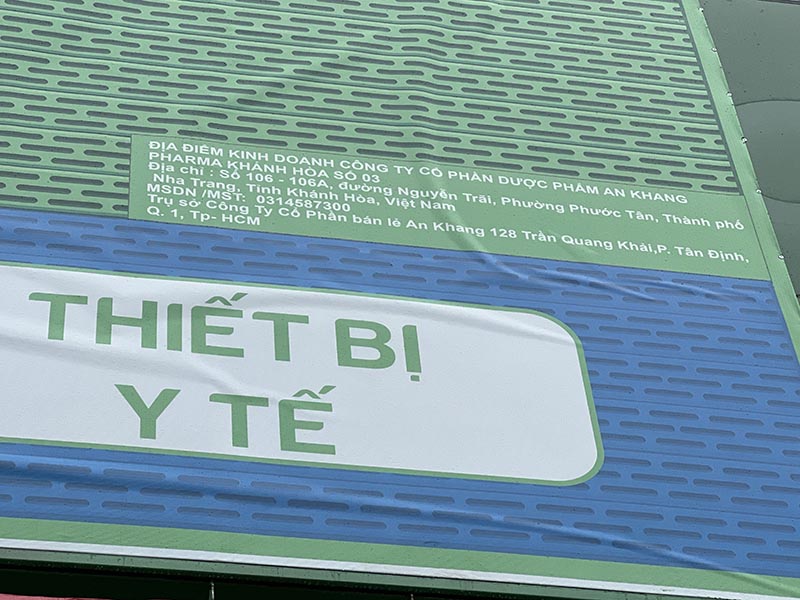 ĐỊA ĐIỂM KINH DOANH CÔNG TY CỔ PHẦN DƯỢC PHẨM AN KHANG
PHARMA KHÁNH HÒA SỐ 03
Địa chỉ : Số 106 - 106A, đường Nguyễn Trãi, Phường Phước Tân, Thành phố
Nha Trang, Tỉnh Khánh Hòa, Việt Nam
MSDN /MST: 0314587300
Trụ sở Công Ty Cổ Phần bán lẻ An Khang 128 Trần Quang Khải,P. Tân Định,
Q. 1, Tp- HCM
THIẾT BỊ
Y TẾ